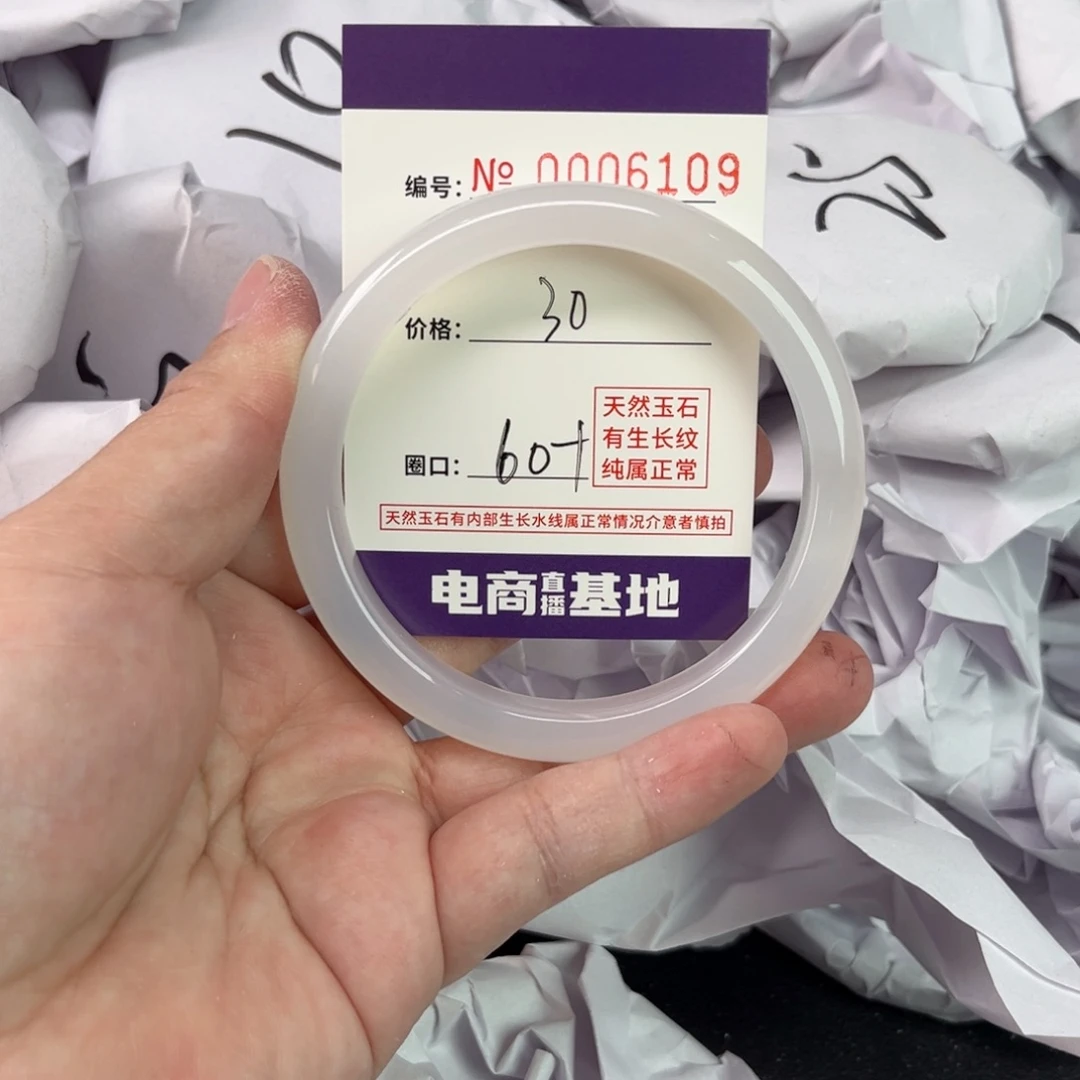 编号: № 0006109
价格: 30
天然玉石
有生长纹
纯属正常
圈口: 60+
天然玉石有内部生长水线属正常情况介意者慎拍
电商直播基地